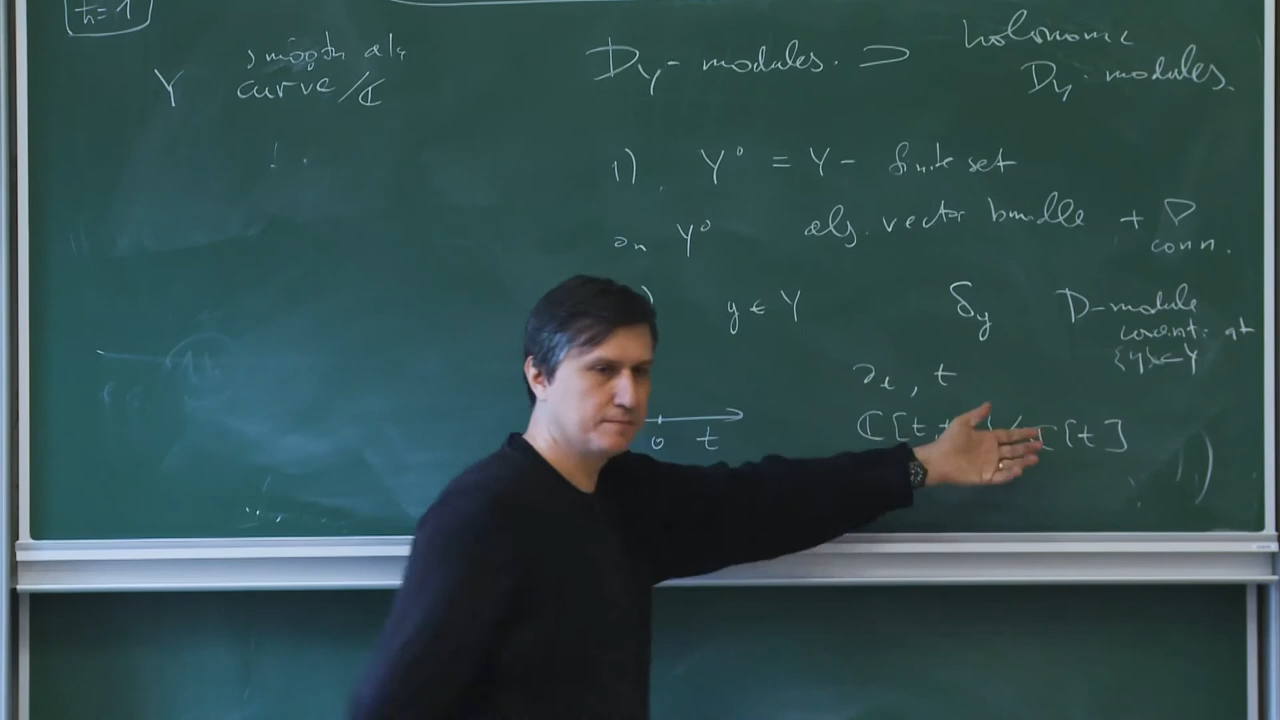 ħ=1
Y smooth alg
curve/ℂ
D_Y-modules. ⊃ holonomic
D_Y-modules.
1) Y° = Y- finite set
on Y° alg. vector bundle + ∇
conn.
) y ∈ Y δ_y D-module
at
{y}⊂Y
∂_t, t
0 t ℂ[t / ℂ[t]